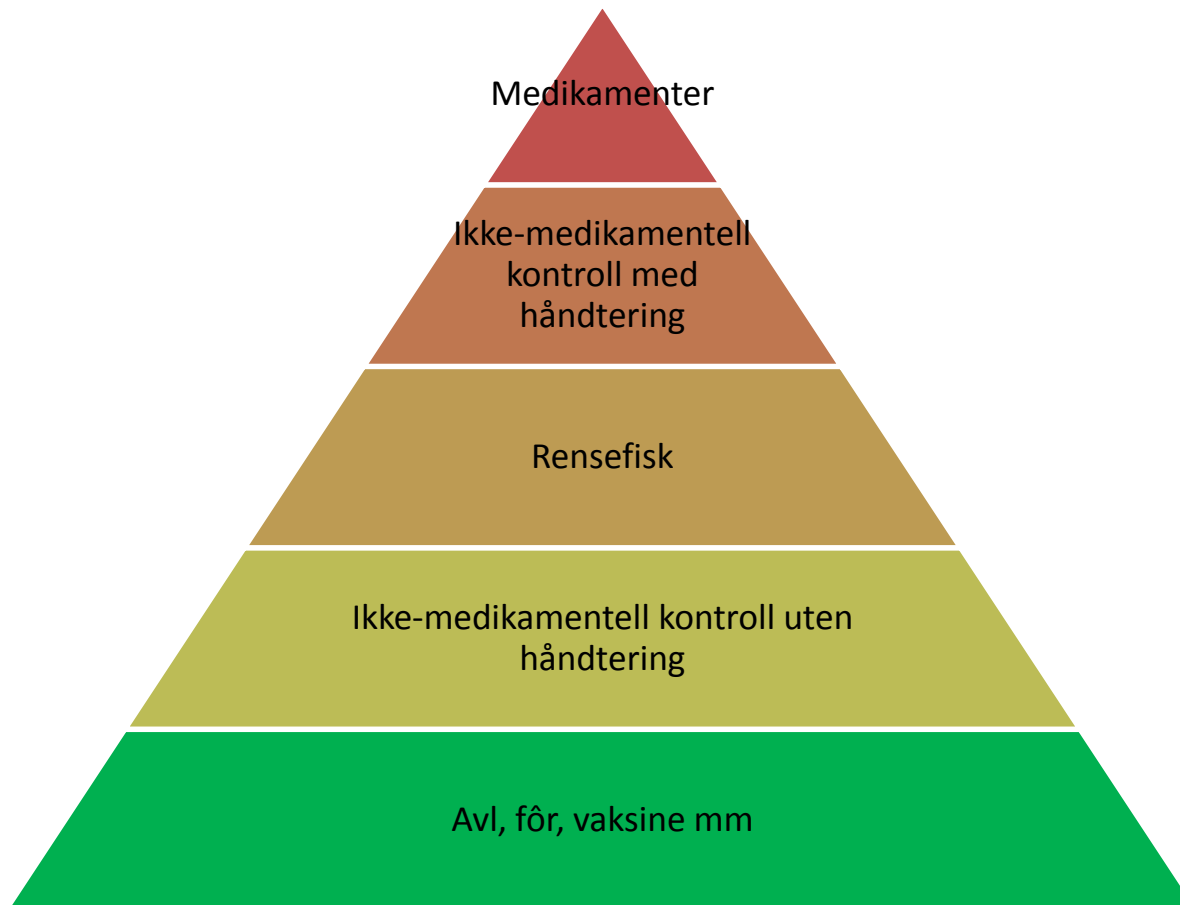 Medikamenter
Ikke-medikamentell
kontroll med
håndtering
Rensefisk
Ikke-medikamentell kontroll uten
håndtering
Avl, fôr, vaksine mm